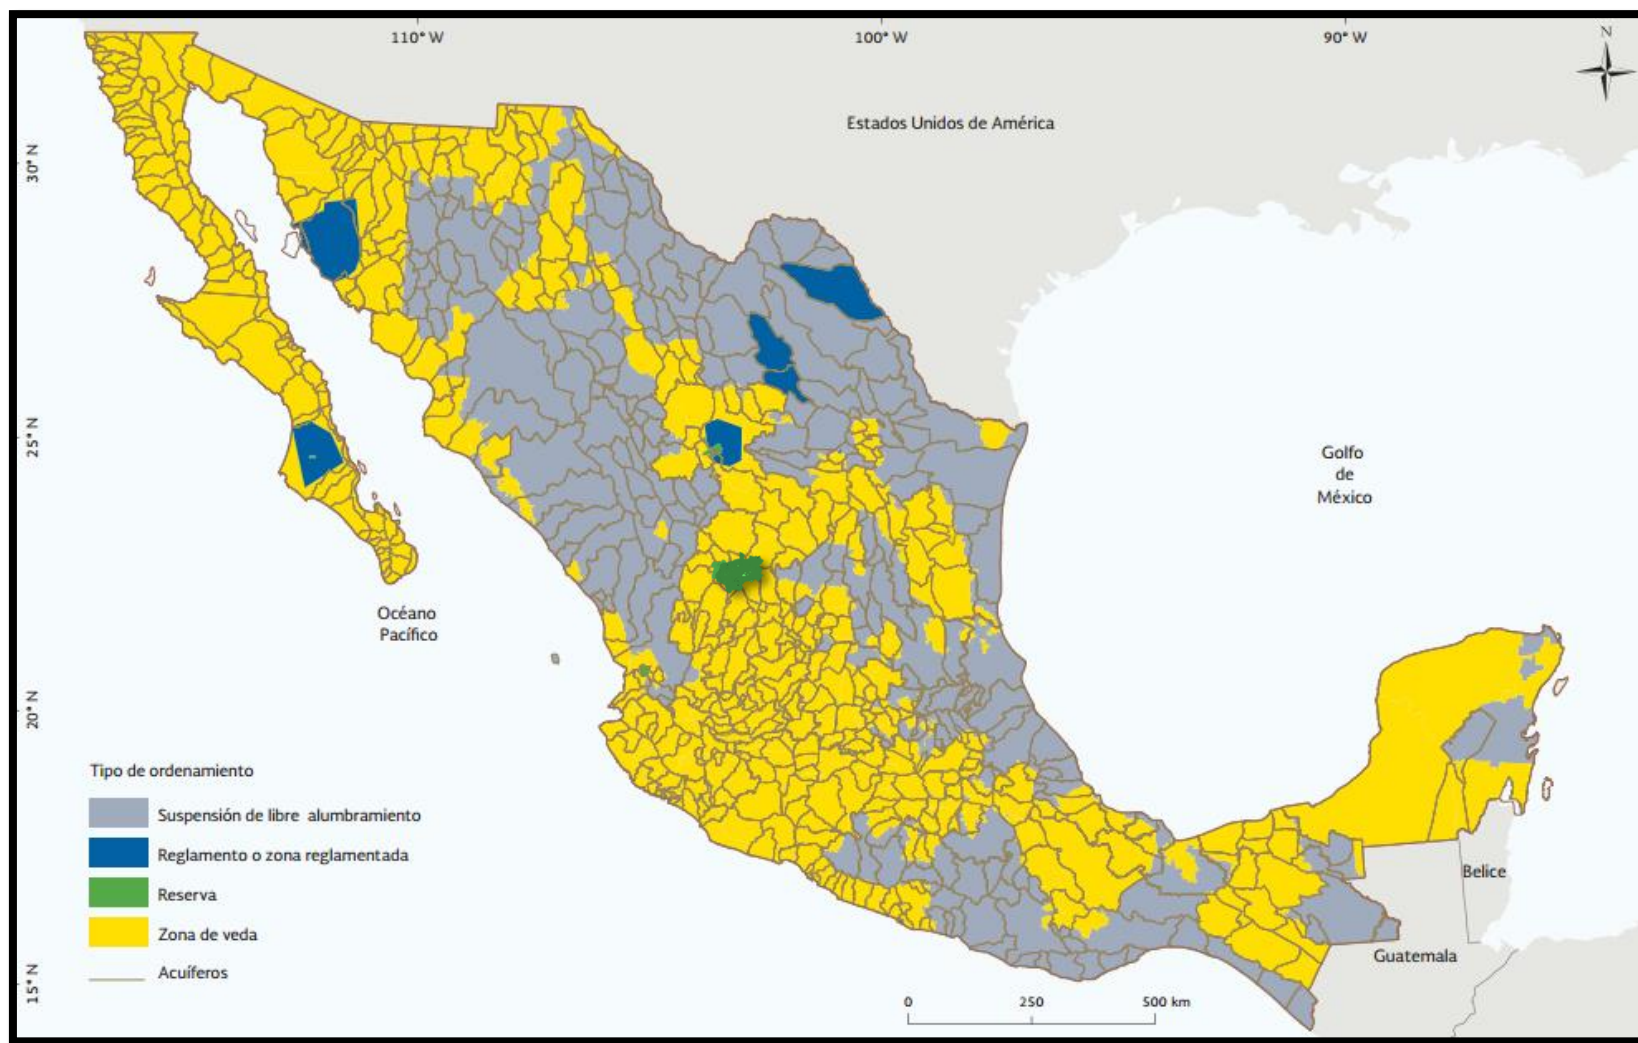 110° W
100° W
90° W
N
Estados Unidos de América
30° N
25° N
Golfo
de
México
Océano
Pacífico
20° N
Tipo de ordenamiento
Suspensión de libre alumbramiento
Reglamento o zona reglamentada
Reserva
Zona de veda
Acuíferos
Belice
Guatemala
15° N
0 250 500 km